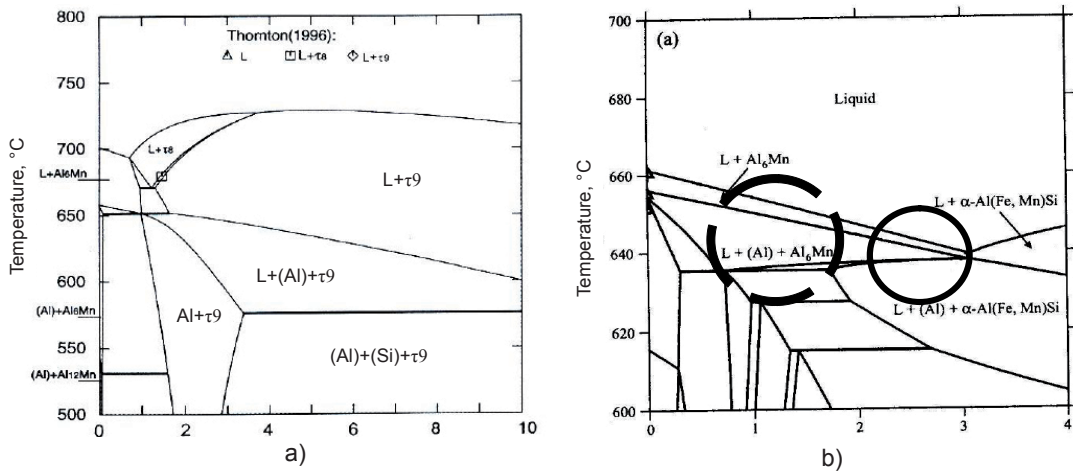 Thornton(1996):
L L+τ8 L+τ9
800
750
700
650
600
550
500
Temperature, °C
L+Al6Mn
(Al)+Al6Mn
(Al)+Al12Mn
L+τ8
L+τ9
L+(Al)+τ9
Al+τ9
(Al)+(Si)+τ9
0 2 4 6 8 10
a)
(a)
700
680
660
640
620
600
Temperature, °C
Liquid
L + Al₆Mn
L + α-Al(Fe, Mn)Si
L + (Al) + Al₆Mn
L + (Al) + α-Al(Fe, Mn)Si
0 1 2 3 4
b)